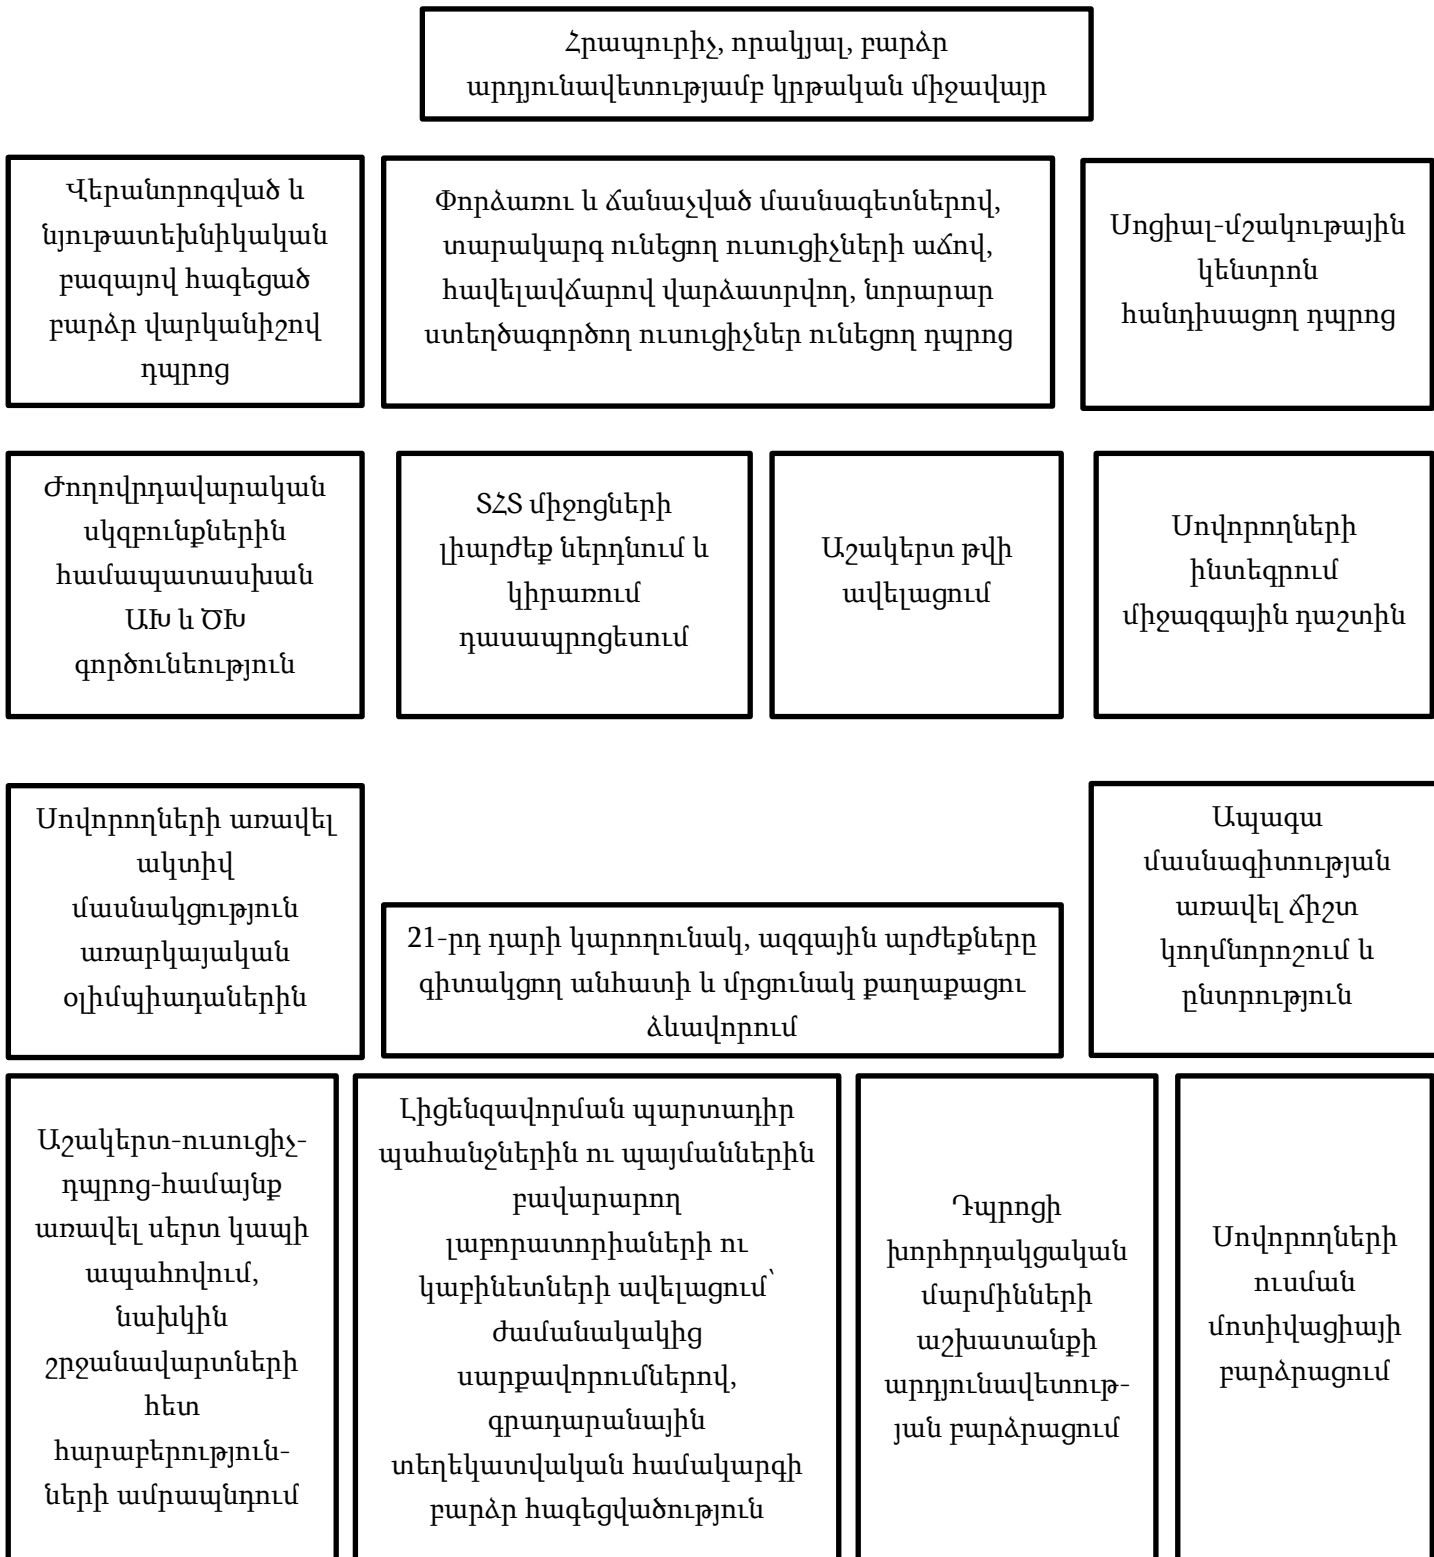 Հրապուրիչ, որակյալ, բարձր
արդյունավետությամբ կրթական միջավայր
Վերանորոգված և
նյութատեխնիկական
բազայով հագեցած
բարձր վարկանիշով
դպրոց
Փորձառու և ճանաչված մասնագետներով,
տարակարգ ունեցող ուսուցիչների աճով,
հավելավճարով վարձատրվող, նորարար
ստեղծագործող ուսուցիչներ ունեցող դպրոց
Սոցիալ-մշակութային
կենտրոն
հանդիսացող դպրոց
Ժողովրդավարական
սկզբունքներին
համապատասխան
ԱԽ և ԾԽ
գործունեություն
ՏՀՏ միջոցների
լիարժեք ներդնում և
կիրառում
դասապրոցեսում
Աշակերտ թվի
ավելացում
Սովորողների
ինտեգրում
միջազգային դաշտին
Սովորողների առավել
ակտիվ
մասնակցություն
առարկայական
օլիմպիադաներին
21-րդ դարի կարողունակ, ազգային արժեքները
գիտակցող անհատի և մրցունակ քաղաքացու
ձևավորում
Ապագա
մասնագիտության
առավել ճիշտ
կողմնորոշում և
ընտրություն
Աշակերտ-ուսուցիչ-
դպրոց-համայնք
առավել սերտ կապի
ապահովում,
նախկին
շրջանավարտների
հետ
հարաբերություն-
ների ամրապնդում
Լիցենզավորման պարտադիր
պահանջներին ու պայմաններին
բավարարող
լաբորատորիաների ու
կաբինետների ավելացում՝
ժամանակակից
սարքավորումներով,
գրադարանային
տեղեկատվական համակարգի
բարձր հագեցվածություն
Դպրոցի
խորհրդակցական
մարմինների
աշխատանքի
արդյունավետութ-
յան բարձրացում
Սովորողների
ուսման
մոտիվացիայի
բարձրացում